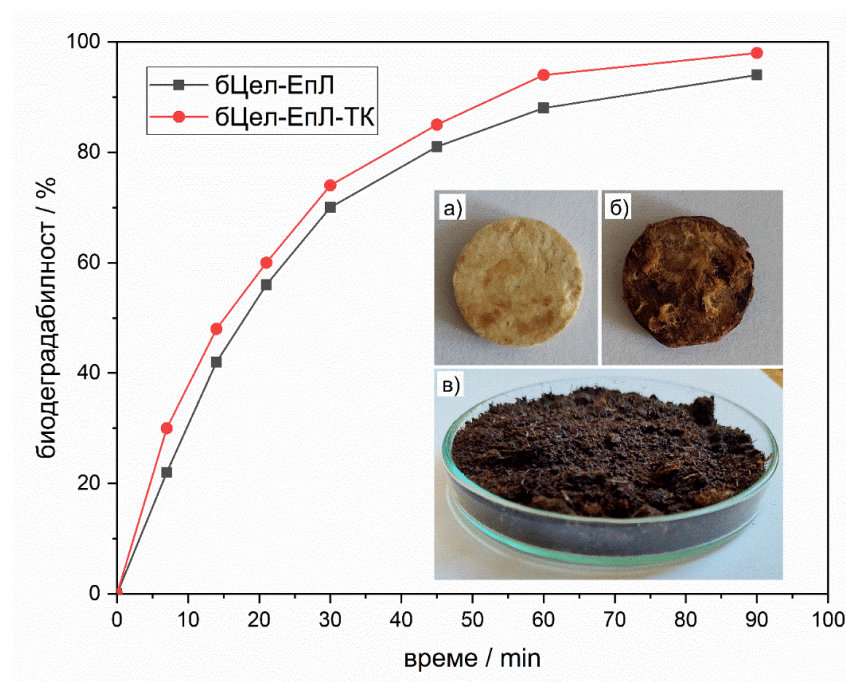 100
80
60
40
20
0
биодеградабилност / %
бЦел-ЕпЛ
бЦел-ЕпЛ-ТК
а)
б)
в)
0 10 20 30 40 50 60 70 80 90 100
време / min